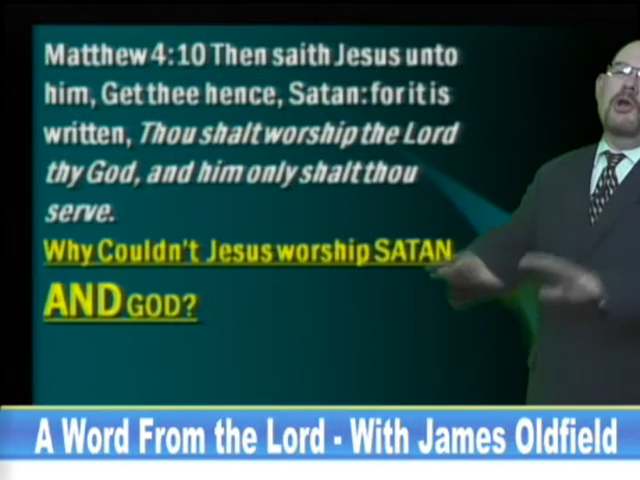 Matthew 4:10 Then saith Jesus unto
him, Get thee hence, Satan: for it is
written, Thou shalt worship the Lord
thy God, and him only shalt thou
serve.
Why Couldn't Jesus worship SATAN
AND GOD?
A Word From the Lord - With James Oldfield